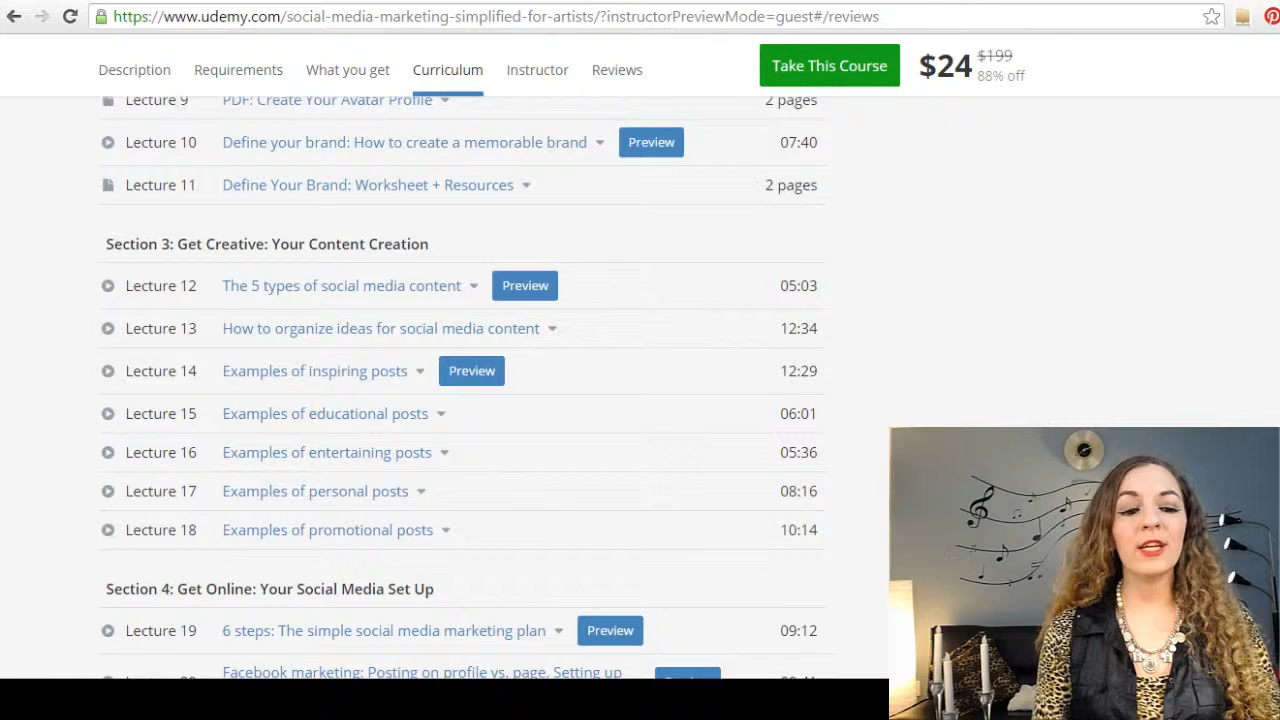 https://www.udemy.com/social-media-marketing-simplified-for-artists/?instructorPreviewMode=guest#/reviews
Description Requirements What you get Curriculum Instructor Reviews Take This Course $24 $199 88% off
Lecture 9 PDF: Create Your Avatar Profile 2 pages
Lecture 10 Define your brand: How to create a memorable brand Preview 07:40
Lecture 11 Define Your Brand: Worksheet + Resources 2 pages
Section 3: Get Creative: Your Content Creation
Lecture 12 The 5 types of social media content Preview 05:03
Lecture 13 How to organize ideas for social media content 12:34
Lecture 14 Examples of inspiring posts Preview 12:29
Lecture 15 Examples of educational posts 06:01
Lecture 16 Examples of entertaining posts 05:36
Lecture 17 Examples of personal posts 08:16
Lecture 18 Examples of promotional posts 10:14
Section 4: Get Online: Your Social Media Set Up
Lecture 19 6 steps: The simple social media marketing plan Preview 09:12
Facebook marketing: Posting on profile vs. page. Setting up